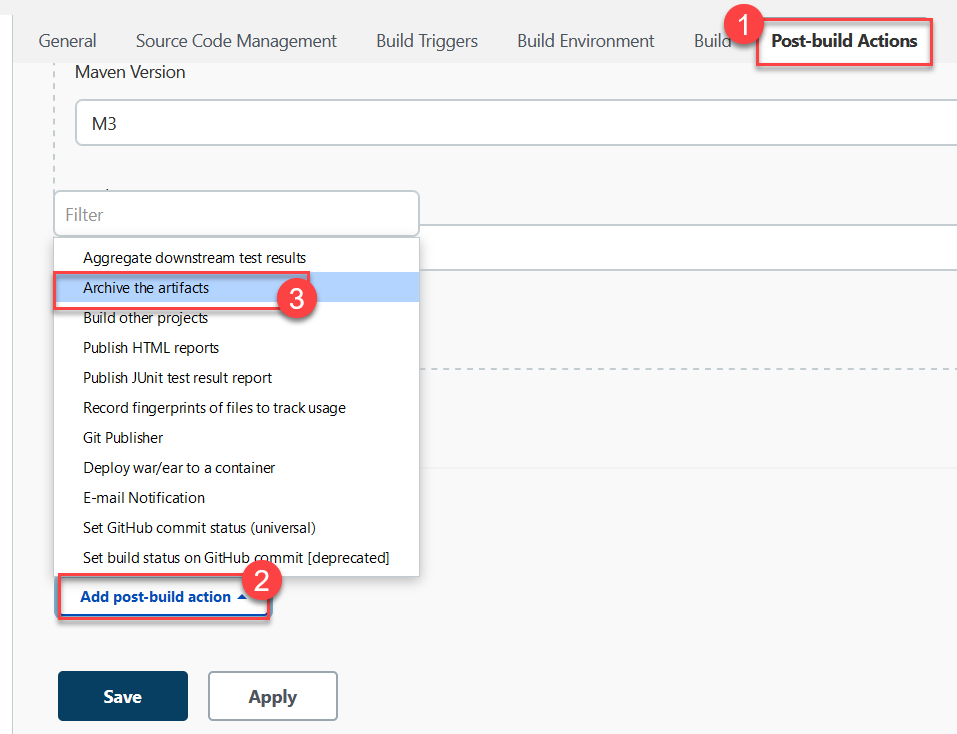 General Source Code Management Build Triggers Build Environment Build 1 Post-build Actions
Maven Version
M3
Filter
Aggregate downstream test results
Archive the artifacts
3
Build other projects
Publish HTML reports
Publish JUnit test result report
Record fingerprints of files to track usage
Git Publisher
Deploy war/ear to a container
E-mail Notification
Set GitHub commit status (universal)
Set build status on GitHub commit [deprecated]
2
Add post-build action
Save Apply